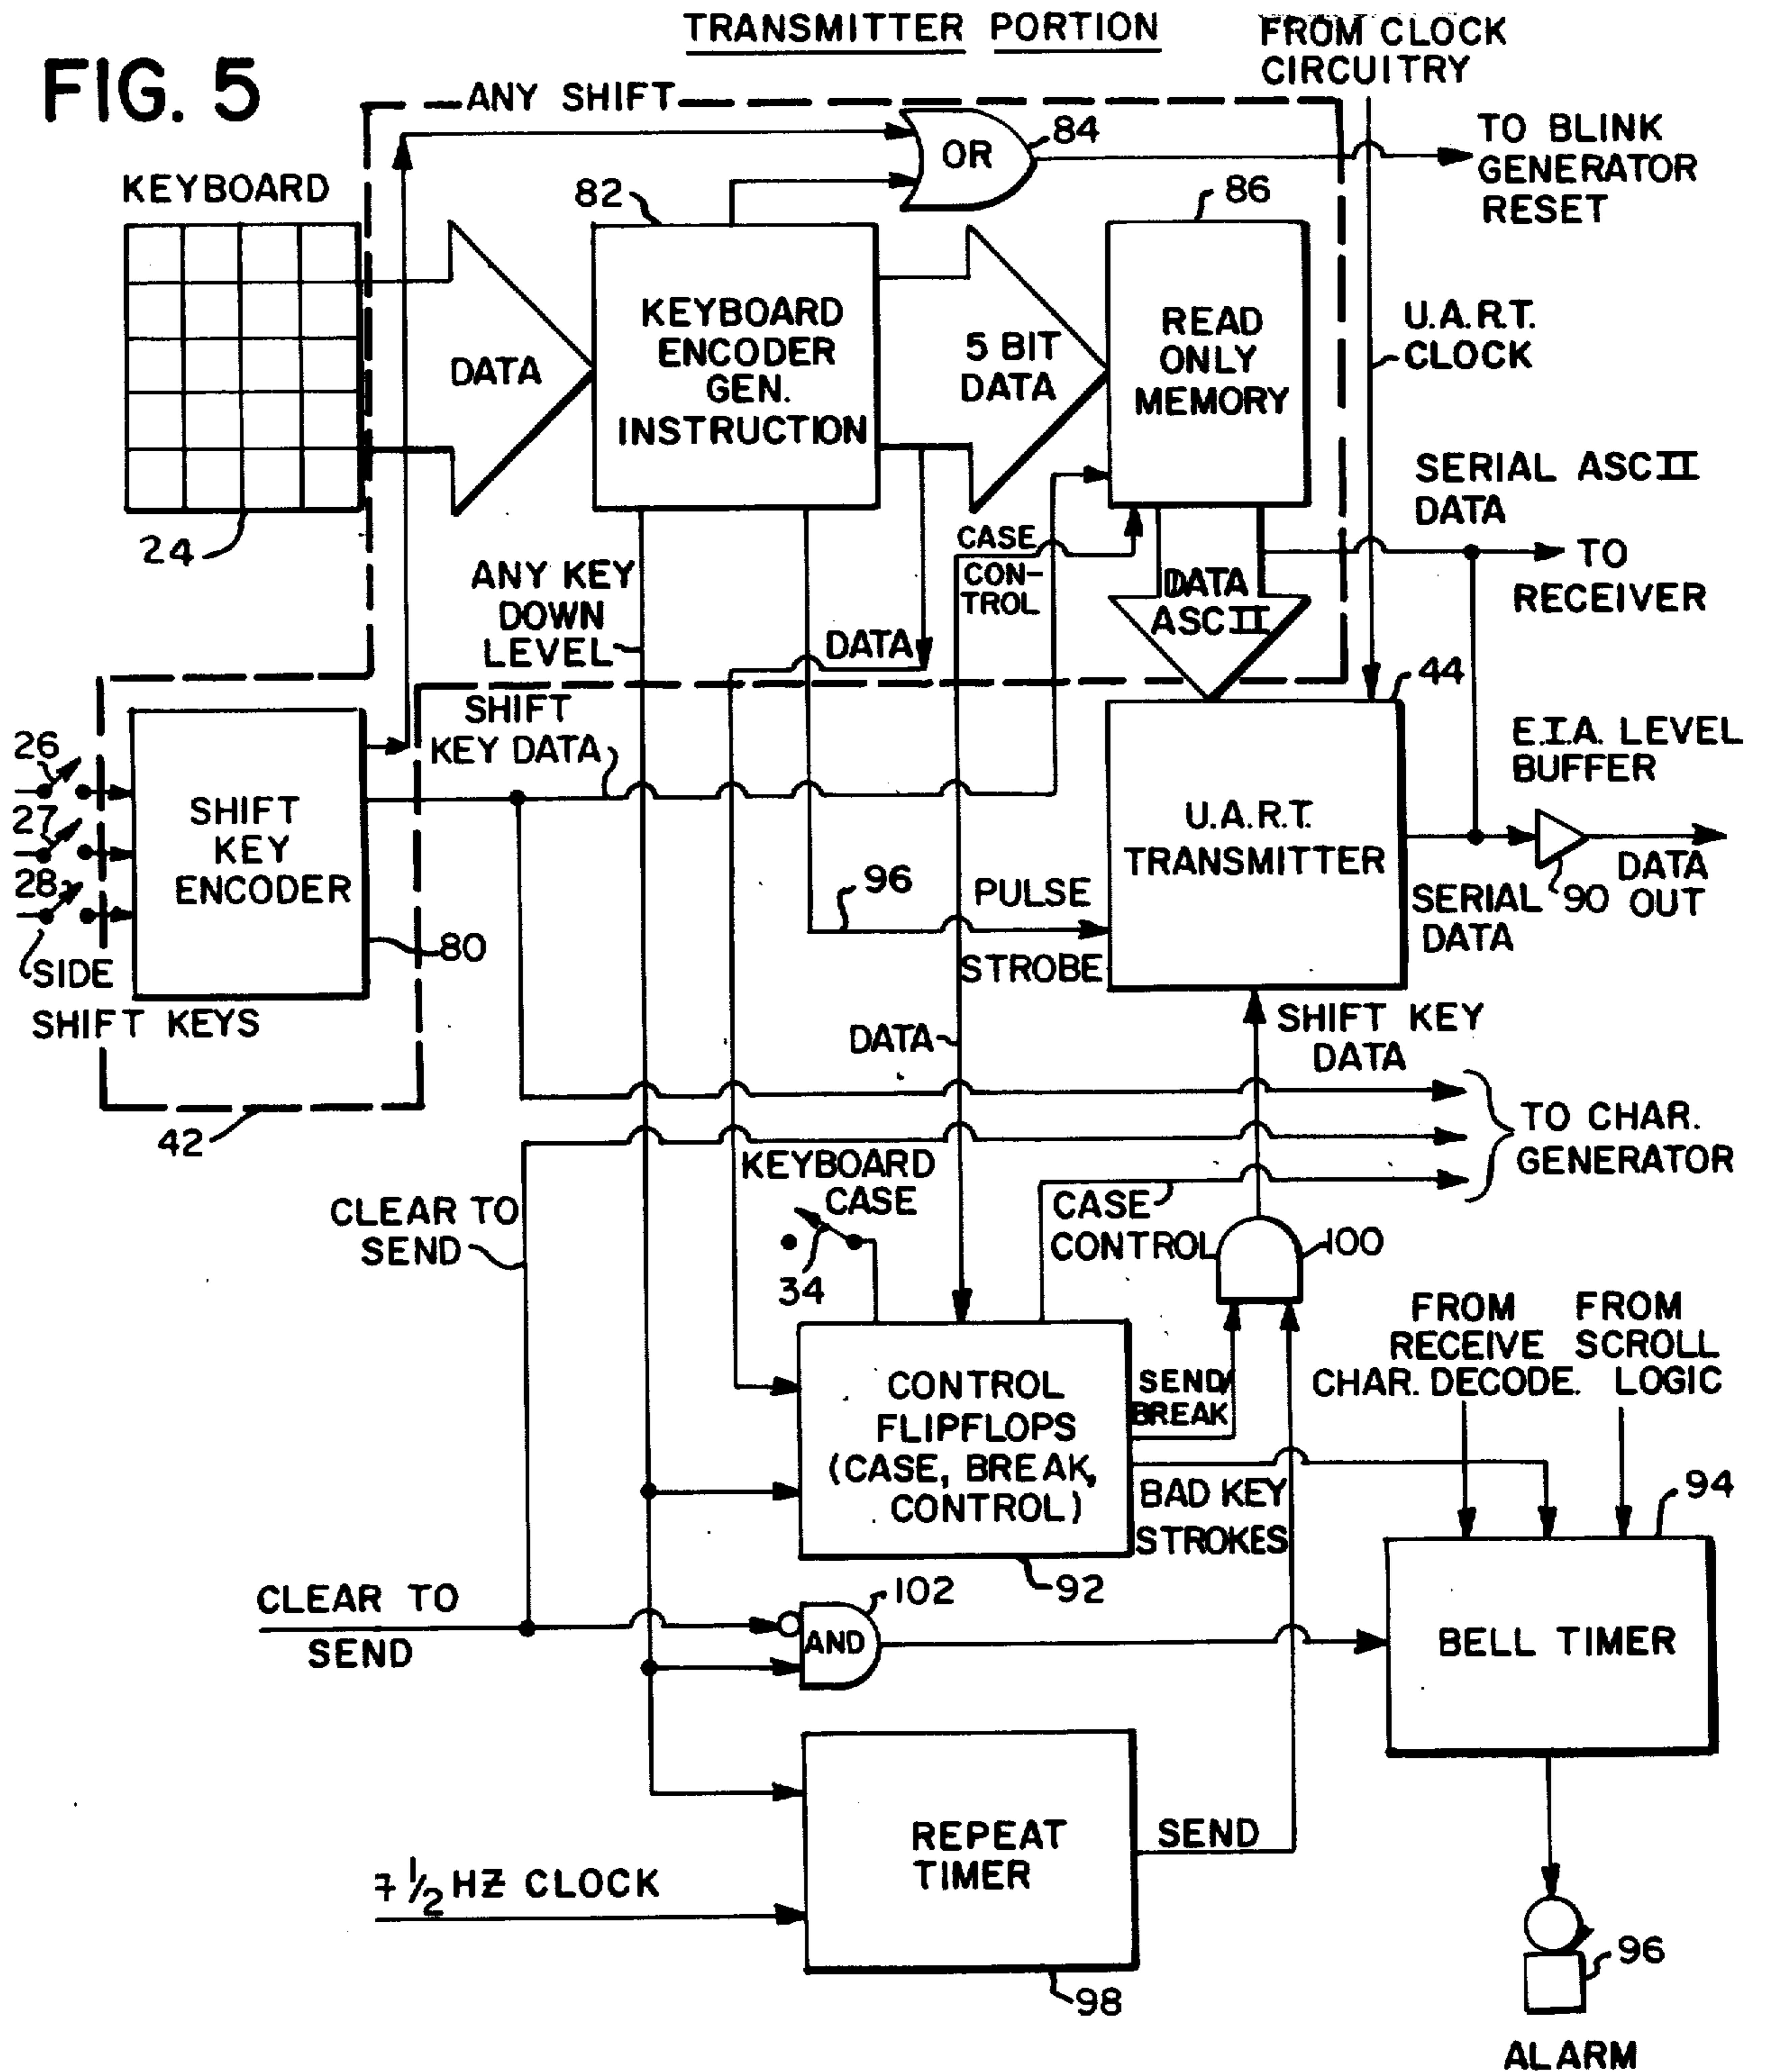 TRANSMITTER PORTION
FIG. 5
FROM CLOCK
CIRCUITRY
ANY SHIFT
OR
84
TO BLINK
GENERATOR
RESET
KEYBOARD
82
86
DATA
KEYBOARD
ENCODER
GEN.
INSTRUCTION
5 BIT
DATA
READ
ONLY
MEMORY
U.A.R.T.
CLOCK
SERIAL ASCII
DATA
24
ANY KEY
DOWN
LEVEL
CASE
CON-
TROL
DATA
DATA
ASCII
TO
RECEIVER
44
SHIFT
KEY DATA
26
27
28
SIDE
SHIFT KEYS
SHIFT
KEY
ENCODER
80
E.I.A. LEVEL
BUFFER
U.A.R.T.
TRANSMITTER
96
PULSE
STROBE
SERIAL
DATA
90
DATA
OUT
DATA
SHIFT KEY
DATA
42
TO CHAR.
GENERATOR
KEYBOARD
CASE
34
CLEAR TO
SEND
CASE
CONTROL
100
FROM
RECEIVE
CHAR. DECODE.
FROM
SCROLL
LOGIC
CONTROL
FLIPFLOPS
(CASE, BREAK,
CONTROL)
SEND
BREAK
BAD KEY
STROKES
92
94
CLEAR TO
SEND
102
AND
BELL TIMER
REPEAT
TIMER
SEND
7 1/2 HZ CLOCK
98
96
ALARM